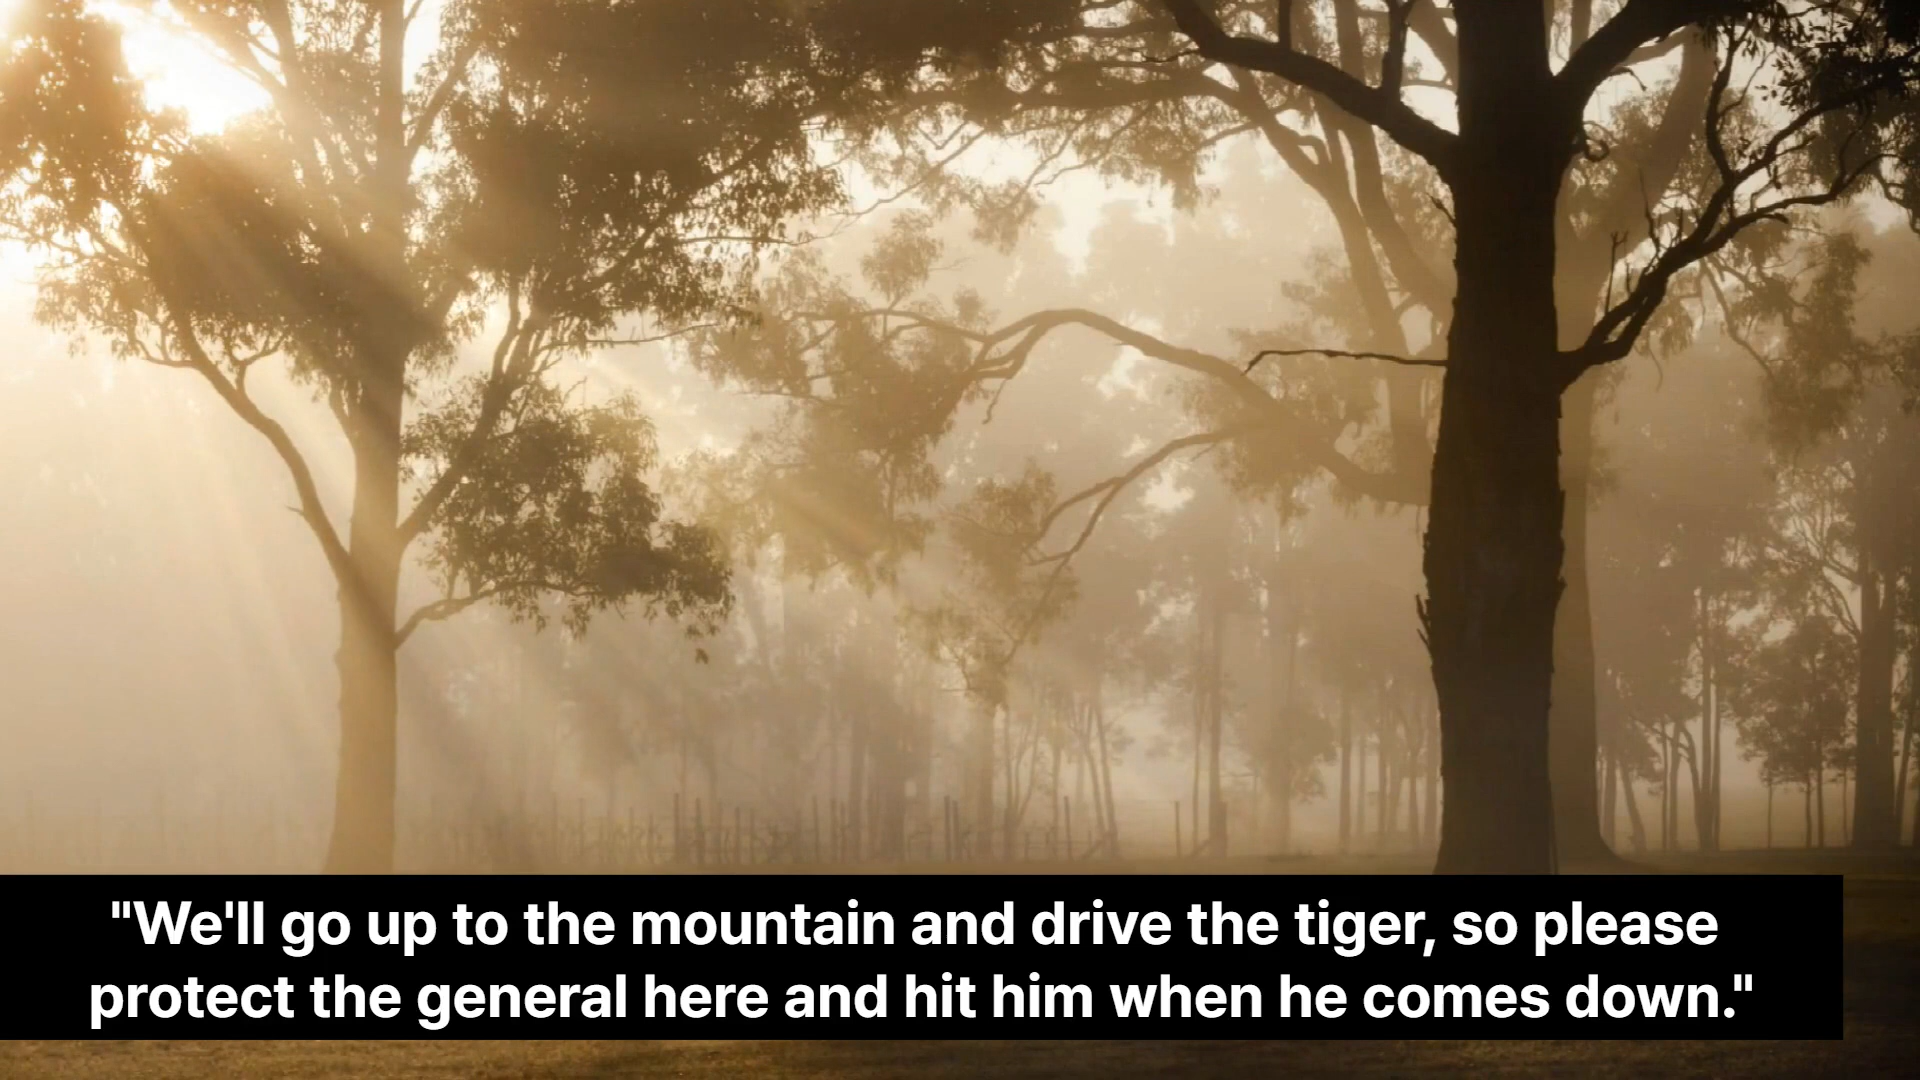 "We'll go up to the mountain and drive the tiger, so please
protect the general here and hit him when he comes down."